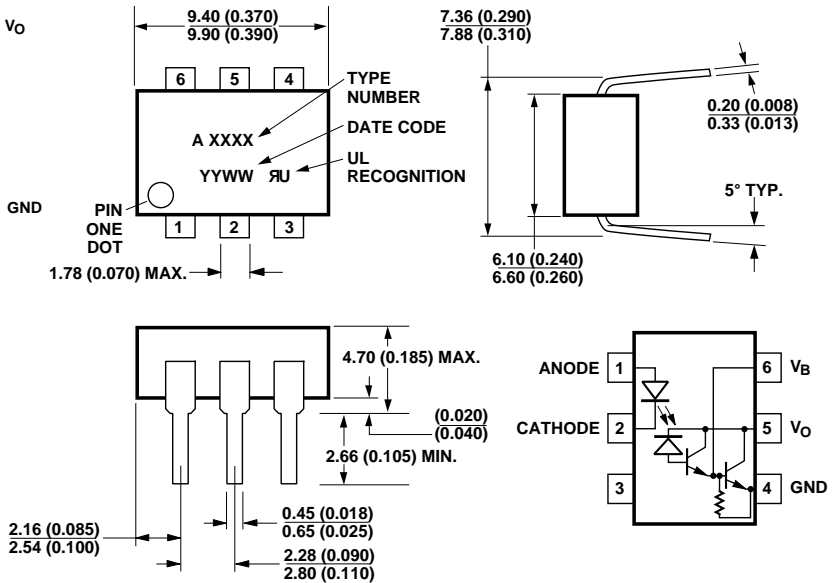 VO
GND
9.40 (0.370)
9.90 (0.390)
6 5 4
A XXXX
YYWW RU
1 2 3
TYPE
NUMBER
DATE CODE
UL
RECOGNITION
PIN
ONE
DOT
1.78 (0.070) MAX.
7.36 (0.290)
7.88 (0.310)
0.20 (0.008)
0.33 (0.013)
5° TYP.
6.10 (0.240)
6.60 (0.260)
4.70 (0.185) MAX.
(0.020)
(0.040)
2.66 (0.105) MIN.
0.45 (0.018)
0.65 (0.025)
2.16 (0.085)
2.54 (0.100)
2.28 (0.090)
2.80 (0.110)
ANODE 1
CATHODE 2
3
6 VB
5 VO
4 GND